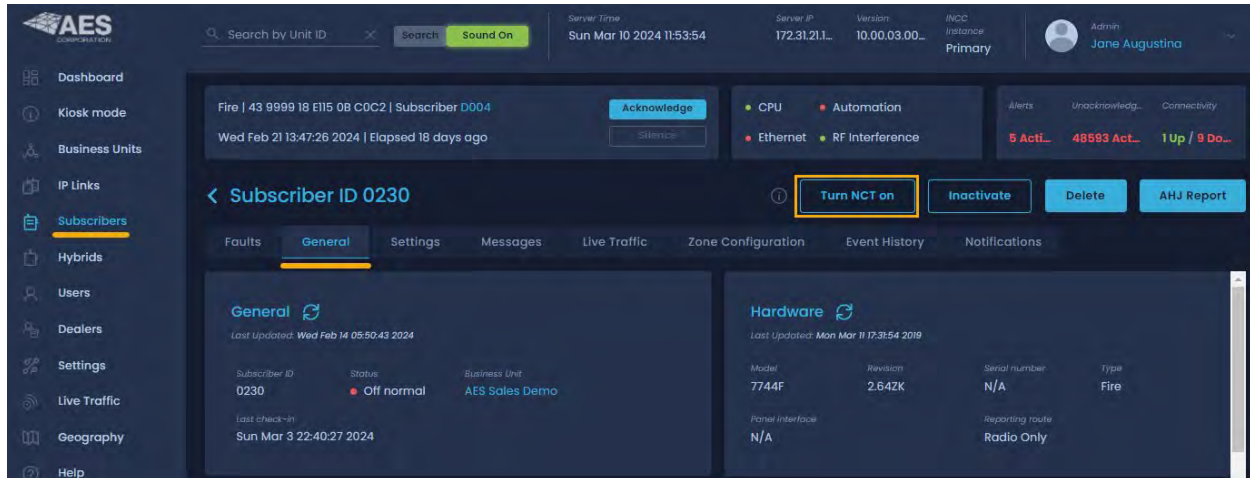 AES
CORPORATION
Search by Unit ID
Search
Sound On
Server Time
Sun Mar 10 2024 11:53:54
Server IP
172.31.21.1...
Version
10.00.03.00...
INCC
Instance
Primary
Admin
Jane Augustina
Dashboard
Kiosk mode
Business Units
IP Links
Subscribers
Hybrids
Users
Dealers
Settings
Live Traffic
Geography
Help
Fire | 43 9999 18 E115 0B C0C2 | Subscriber D004
Acknowledge
Wed Feb 21 13:47:26 2024 | Elapsed 18 days ago
Silence
CPU
Automation
Ethernet
RF Interference
Alerts
5 Acti...
Unacknowledg...
48593 Act...
Connectivity
1 Up / 9 Do...
Subscriber ID 0230
Turn NCT on
Inactivate
Delete
AHJ Report
Faults
General
Settings
Messages
Live Traffic
Zone Configuration
Event History
Notifications
General
Last Updated: Wed Feb 14 05:50:43 2024
Subscriber ID
0230
Status
Off normal
Business Unit
AES Sales Demo
Last check-in
Sun Mar 3 22:40:27 2024
Hardware
Last Updated: Mon Mar 11 17:31:54 2019
Model
7744F
Revision
2.64ZK
Serial number
N/A
Type
Fire
Panel interface
N/A
Reporting route
Radio Only